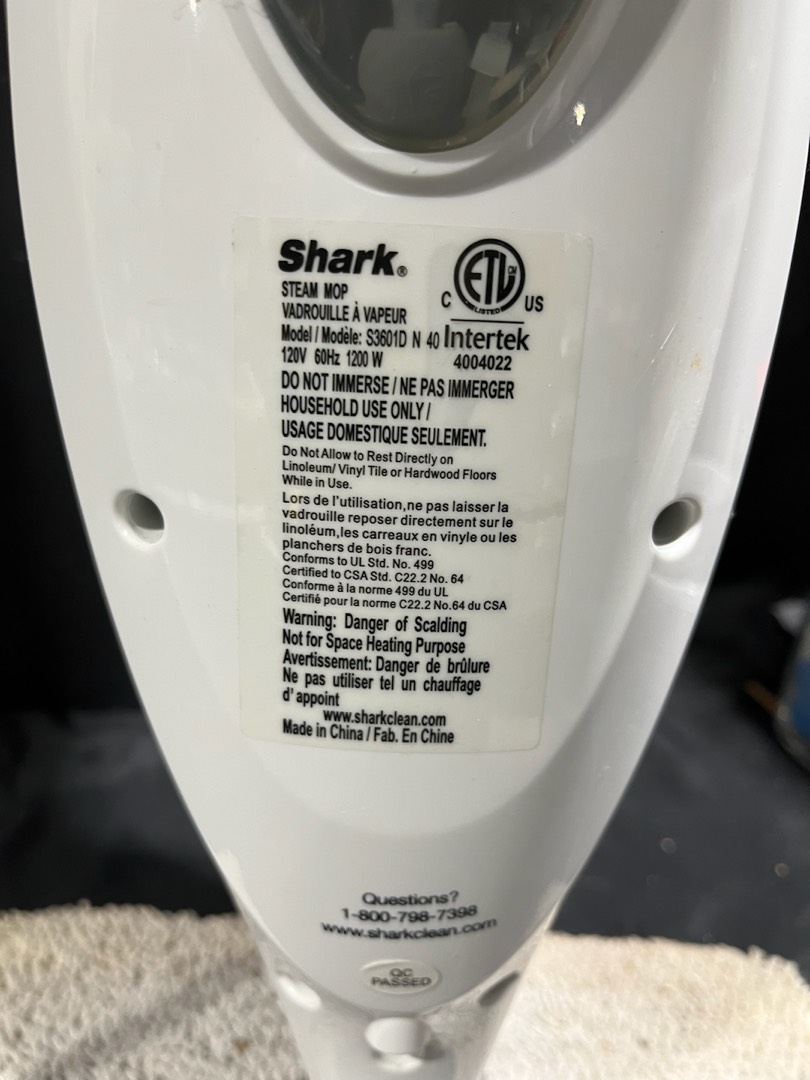 Shark®
STEAM MOP
VADROUILLE À VAPEUR
Model / Modèle: S3601D N 40
120V 60Hz 1200 W
C ETL CM LISTED US
Intertek
4004022
DO NOT IMMERSE / NE PAS IMMERGER
HOUSEHOLD USE ONLY /
USAGE DOMESTIQUE SEULEMENT.
Do Not Allow to Rest Directly on
Linoleum/ Vinyl Tile or Hardwood Floors
While in Use.
Lors de l'utilisation,ne pas laisser la
vadrouille reposer directement sur le
linoléum,les carreaux en vinyle ou les
planchers de bois franc.
Conforms to UL Std. No. 499
Certified to CSA Std. C22.2 No. 64
Conforme à la norme 499 du UL
Certifié pour la norme C22.2 No.64 du CSA
Warning: Danger of Scalding
Not for Space Heating Purpose
Avertissement: Danger de brûlure
Ne pas utiliser tel un chauffage
d'appoint
www.sharkclean.com
Made in China / Fab. En Chine
Questions?
1-800-798-7398
www.sharkclean.com
QC
PASSED